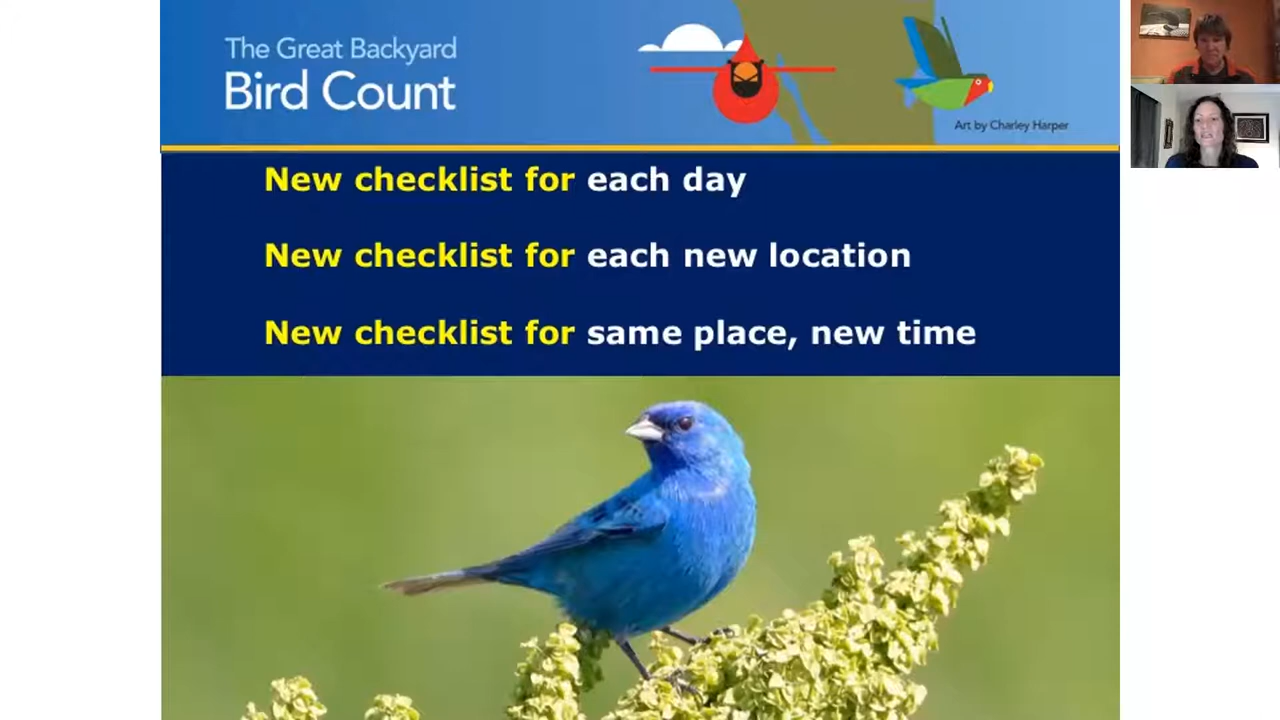 The Great Backyard
Bird Count
Art by Charley Harper
New checklist for each day
New checklist for each new location
New checklist for same place, new time